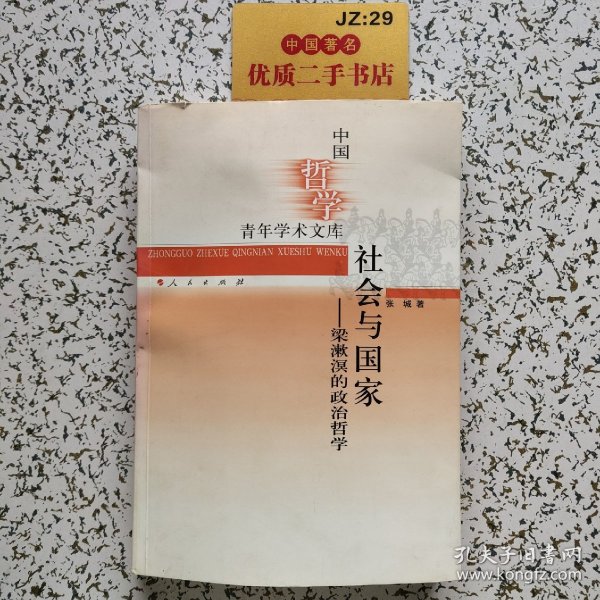 JZ:29
中国著名
优质二手书店
中国
哲学
青年学术文库
ZHONGGUO ZHEXUE QINGNIAN XUESHU WENKU
人民出版社
社会与国家
——梁漱溟的政治哲学
张城 著
孔夫子旧书网
www.kongfz.com